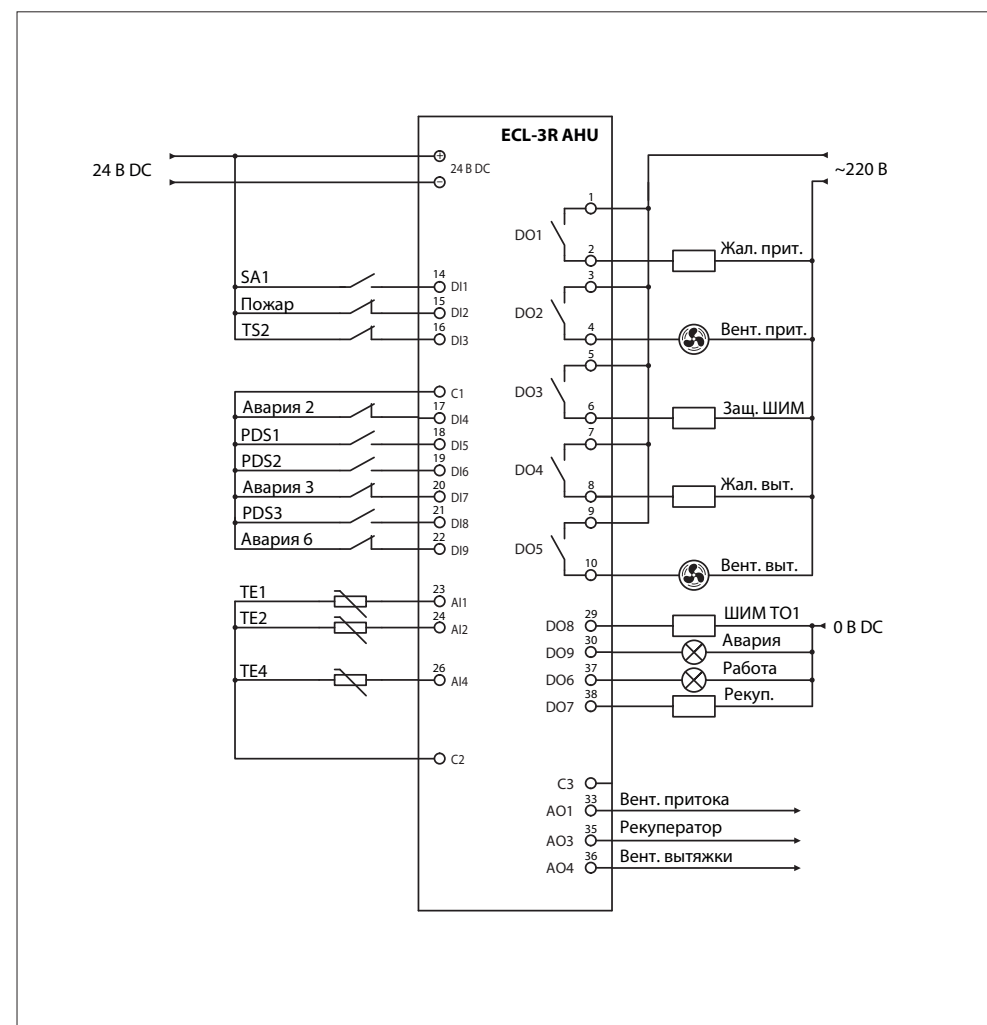 ECL-3R AHU
24 В DC
24 В DC
~220 В
1
DO1
2
Жал. прит.
3
DO2
4
Вент. прит.
5
DO3
6
Защ. ШИМ
7
DO4
8
Жал. выт.
9
DO5
10
Вент. выт.
SA1
14
DI1
Пожар
15
DI2
TS2
16
DI3
C1
Авария 2
17
DI4
PDS1
18
DI5
PDS2
19
DI6
Авария 3
20
DI7
PDS3
21
DI8
Авария 6
22
DI9
TE1
23
AI1
TE2
24
AI2
TE4
26
AI4
C2
DO8
29
ШИМ ТО1
0 В DC
DO9
30
Авария
DO6
37
Работа
DO7
38
Рекуп.
C3
AO1
33
Вент. притока
AO3
35
Рекуператор
AO4
36
Вент. вытяжки